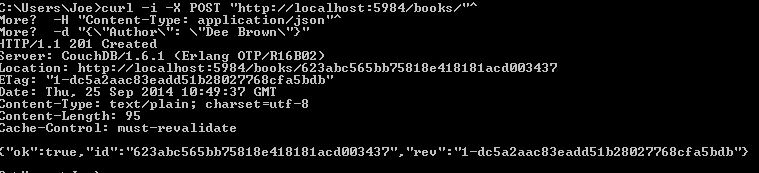 C:\Users\Joe>curl -i -X POST "http://localhost:5984/books/"^
More?  -H "Content-Type: application/json"^
More?  -d "{\"Author\": \"Dee Brown\"}"
HTTP/1.1 201 Created
Server: CouchDB/1.6.1 (Erlang OTP/R16B02)
Location: http://localhost:5984/books/623abc565bb75818e418181acd003437
ETag: "1-dc5a2aac83eadd51b28027768cfa5bdb"
Date: Thu, 25 Sep 2014 10:49:37 GMT
Content-Type: text/plain; charset=utf-8
Content-Length: 95
Cache-Control: must-revalidate
{"ok":true,"id":"623abc565bb75818e418181acd003437","rev":"1-dc5a2aac83eadd51b28027768cfa5bdb"}